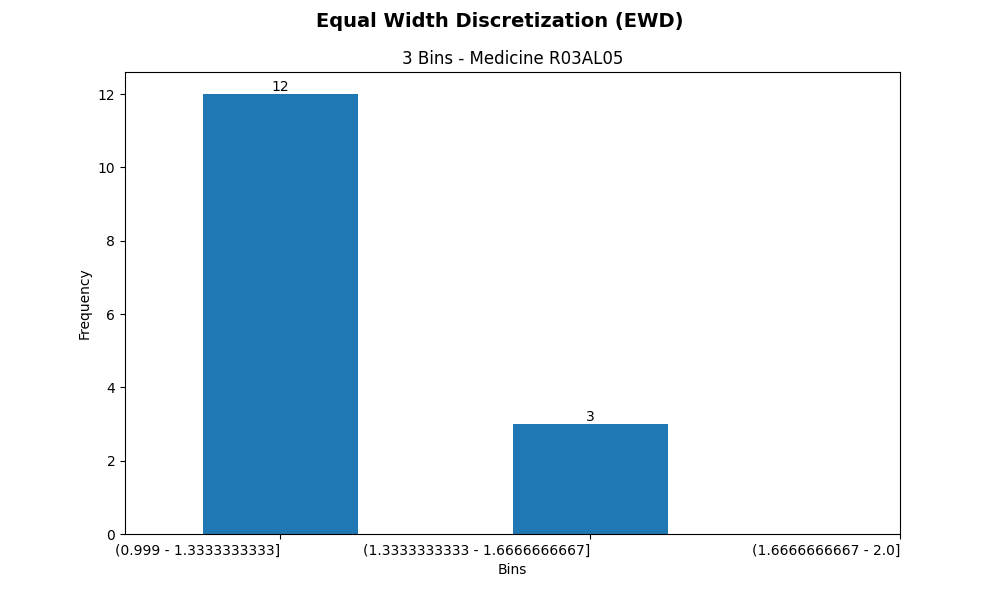 Equal Width Discretization (EWD)
3 Bins - Medicine R03AL05
12
3
12
10
8
6
4
2
0
Frequency
(0.999 - 1.3333333333]
(1.3333333333 - 1.6666666667]
(1.6666666667 - 2.0]
Bins